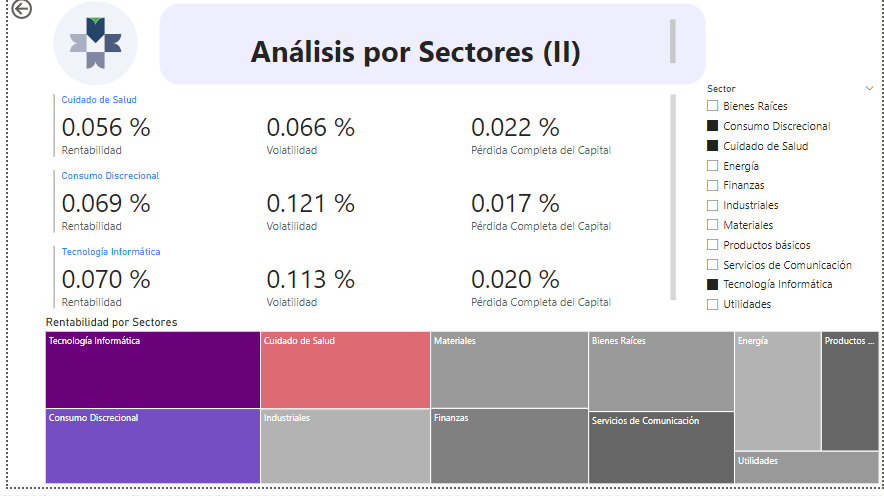 Análisis por Sectores (II)
Cuidado de Salud
0.056 % 0.066 % 0.022 %
Rentabilidad Volatilidad Pérdida Completa del Capital
Consumo Discrecional
0.069 % 0.121 % 0.017 %
Rentabilidad Volatilidad Pérdida Completa del Capital
Tecnología Informática
0.070 % 0.113 % 0.020 %
Rentabilidad Volatilidad Pérdida Completa del Capital
Sector
Bienes Raíces
Consumo Discrecional
Cuidado de Salud
Energía
Finanzas
Industriales
Materiales
Productos básicos
Servicios de Comunicación
Tecnología Informática
Utilidades
Rentabilidad por Sectores
Tecnología Informática
Cuidado de Salud
Materiales
Bienes Raíces
Energía
Productos ...
Consumo Discrecional
Industriales
Finanzas
Servicios de Comunicación
Utilidades